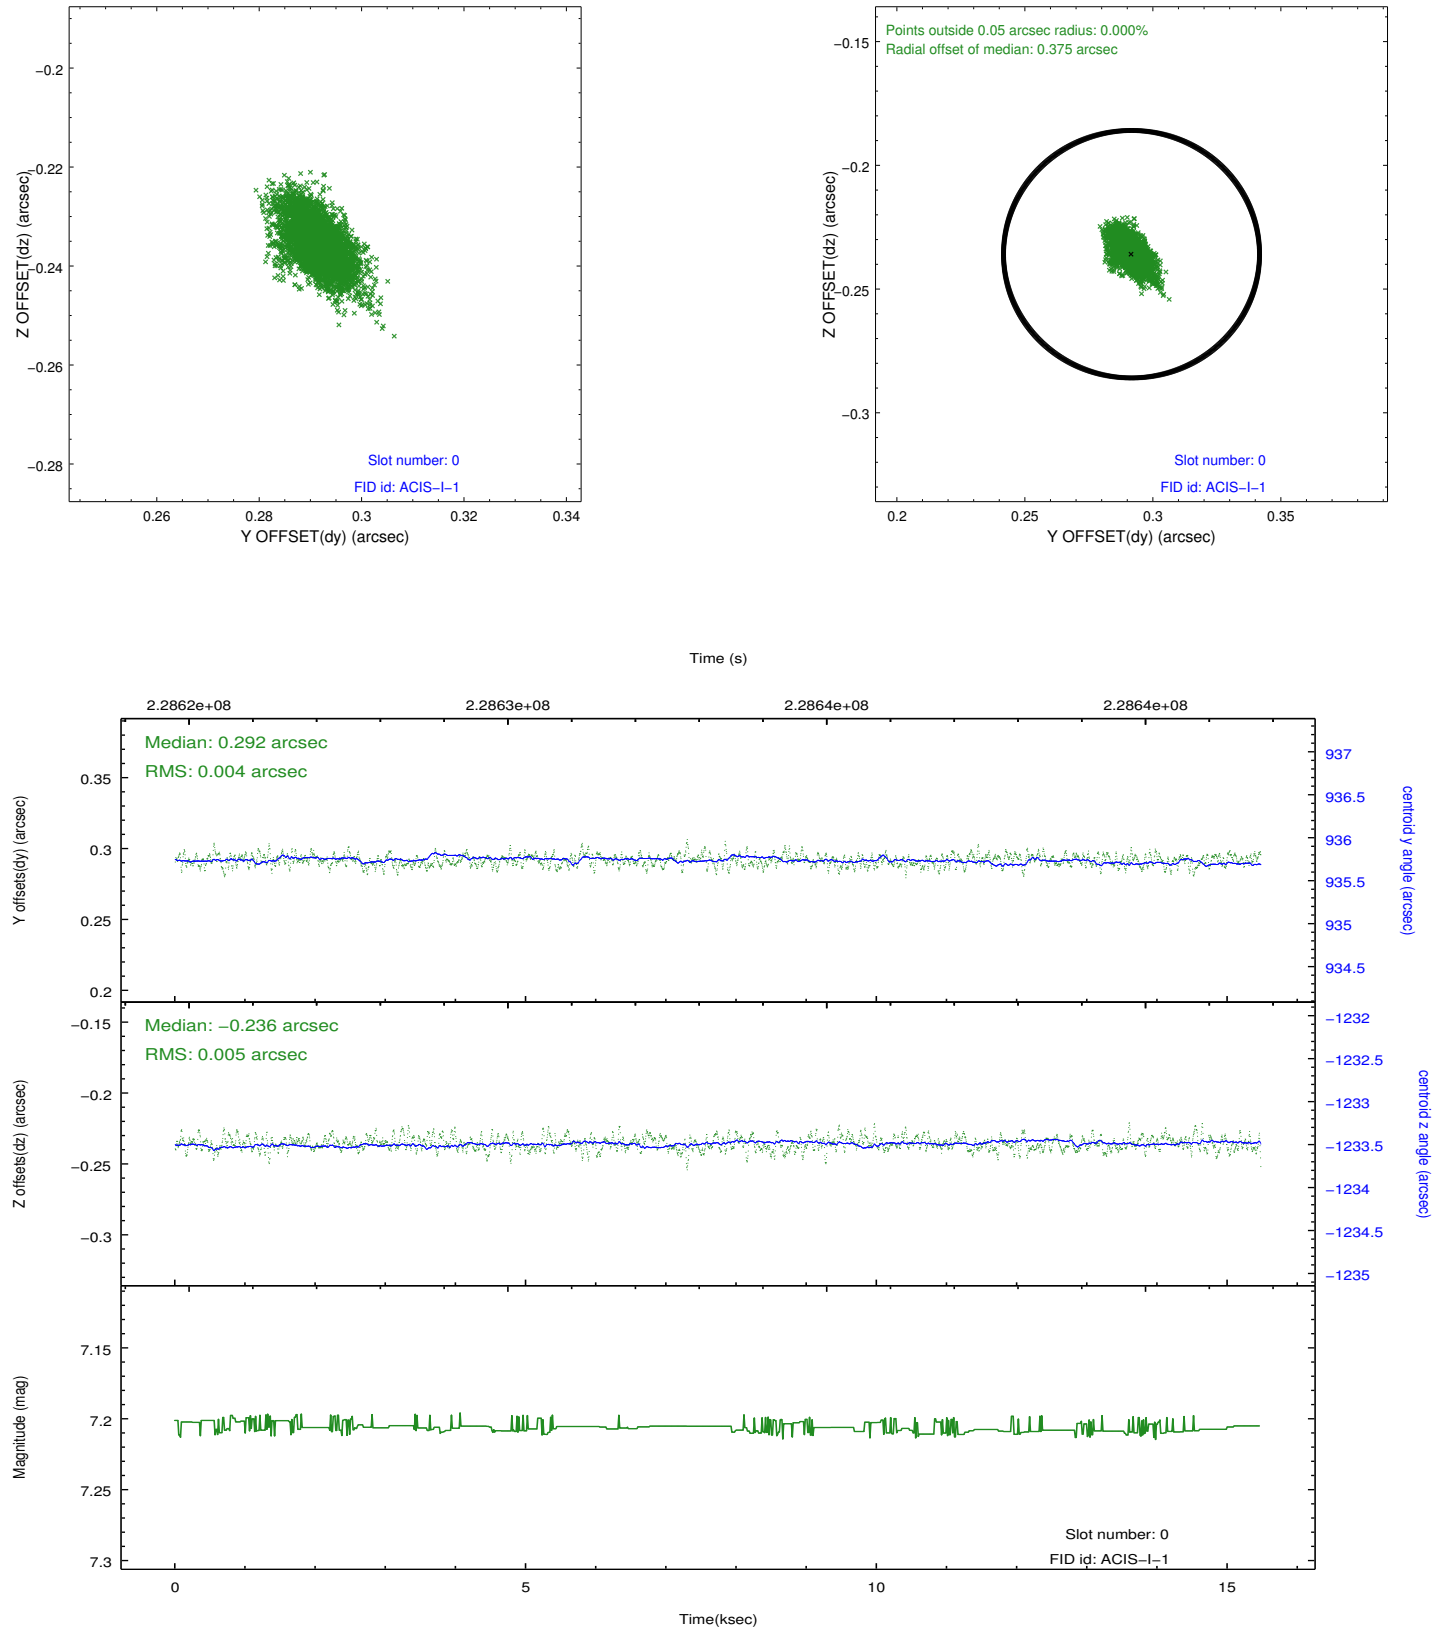 −0.2
−0.22
−0.24
−0.26
−0.28
Z OFFSET(dz) (arcsec)
Slot number: 0
FID id: ACIS−I−1
0.26
0.28
0.3
0.32
0.34
Y OFFSET(dy) (arcsec)
Points outside 0.05 arcsec radius: 0.000%
Radial offset of median: 0.375 arcsec
−0.15
−0.2
−0.25
−0.3
Z OFFSET(dz) (arcsec)
Slot number: 0
FID id: ACIS−I−1
0.2
0.25
0.3
0.35
Y OFFSET(dy) (arcsec)
Time (s)
2.2862e+08
2.2863e+08
2.2864e+08
2.2864e+08
Median: 0.292 arcsec
RMS: 0.004 arcsec
0.35
0.3
0.25
0.2
Y offsets(dy) (arcsec)
937
936.5
936
935.5
935
934.5
centroid y angle (arcsec)
Median: −0.236 arcsec
RMS: 0.005 arcsec
−0.15
−0.2
−0.25
−0.3
Z offsets(dz) (arcsec)
−1232
−1232.5
−1233
−1233.5
−1234
−1234.5
−1235
centroid z angle (arcsec)
7.15
7.2
7.25
7.3
Magnitude (mag)
Slot number: 0
FID id: ACIS−I−1
0
5
10
15
Time(ksec)